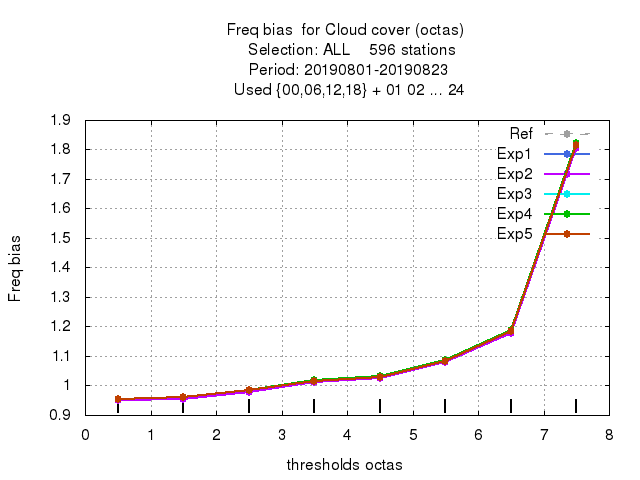 Freq bias  for Cloud cover (octas)
Selection: ALL    596 stations
Period: 20190801-20190823
Used {00,06,12,18} + 01 02 ... 24
1.9
1.8
1.7
1.6
1.5
1.4
1.3
1.2
1.1
1
0.9
Freq bias
Ref
Exp1
Exp2
Exp3
Exp4
Exp5
0 1 2 3 4 5 6 7 8
thresholds octas